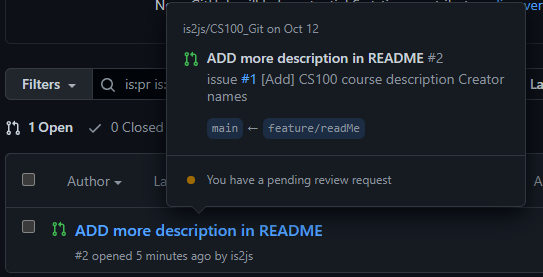 is2js/CS100_Git on Oct 12
ADD more description in README #2
issue #1 [Add] CS100 course description Creator
names
main ← feature/readMe
You have a pending review request
Filters
is:pr is:
1 Open
0 Closed
Author
La
ADD more description in README
#2 opened 5 minutes ago by is2js